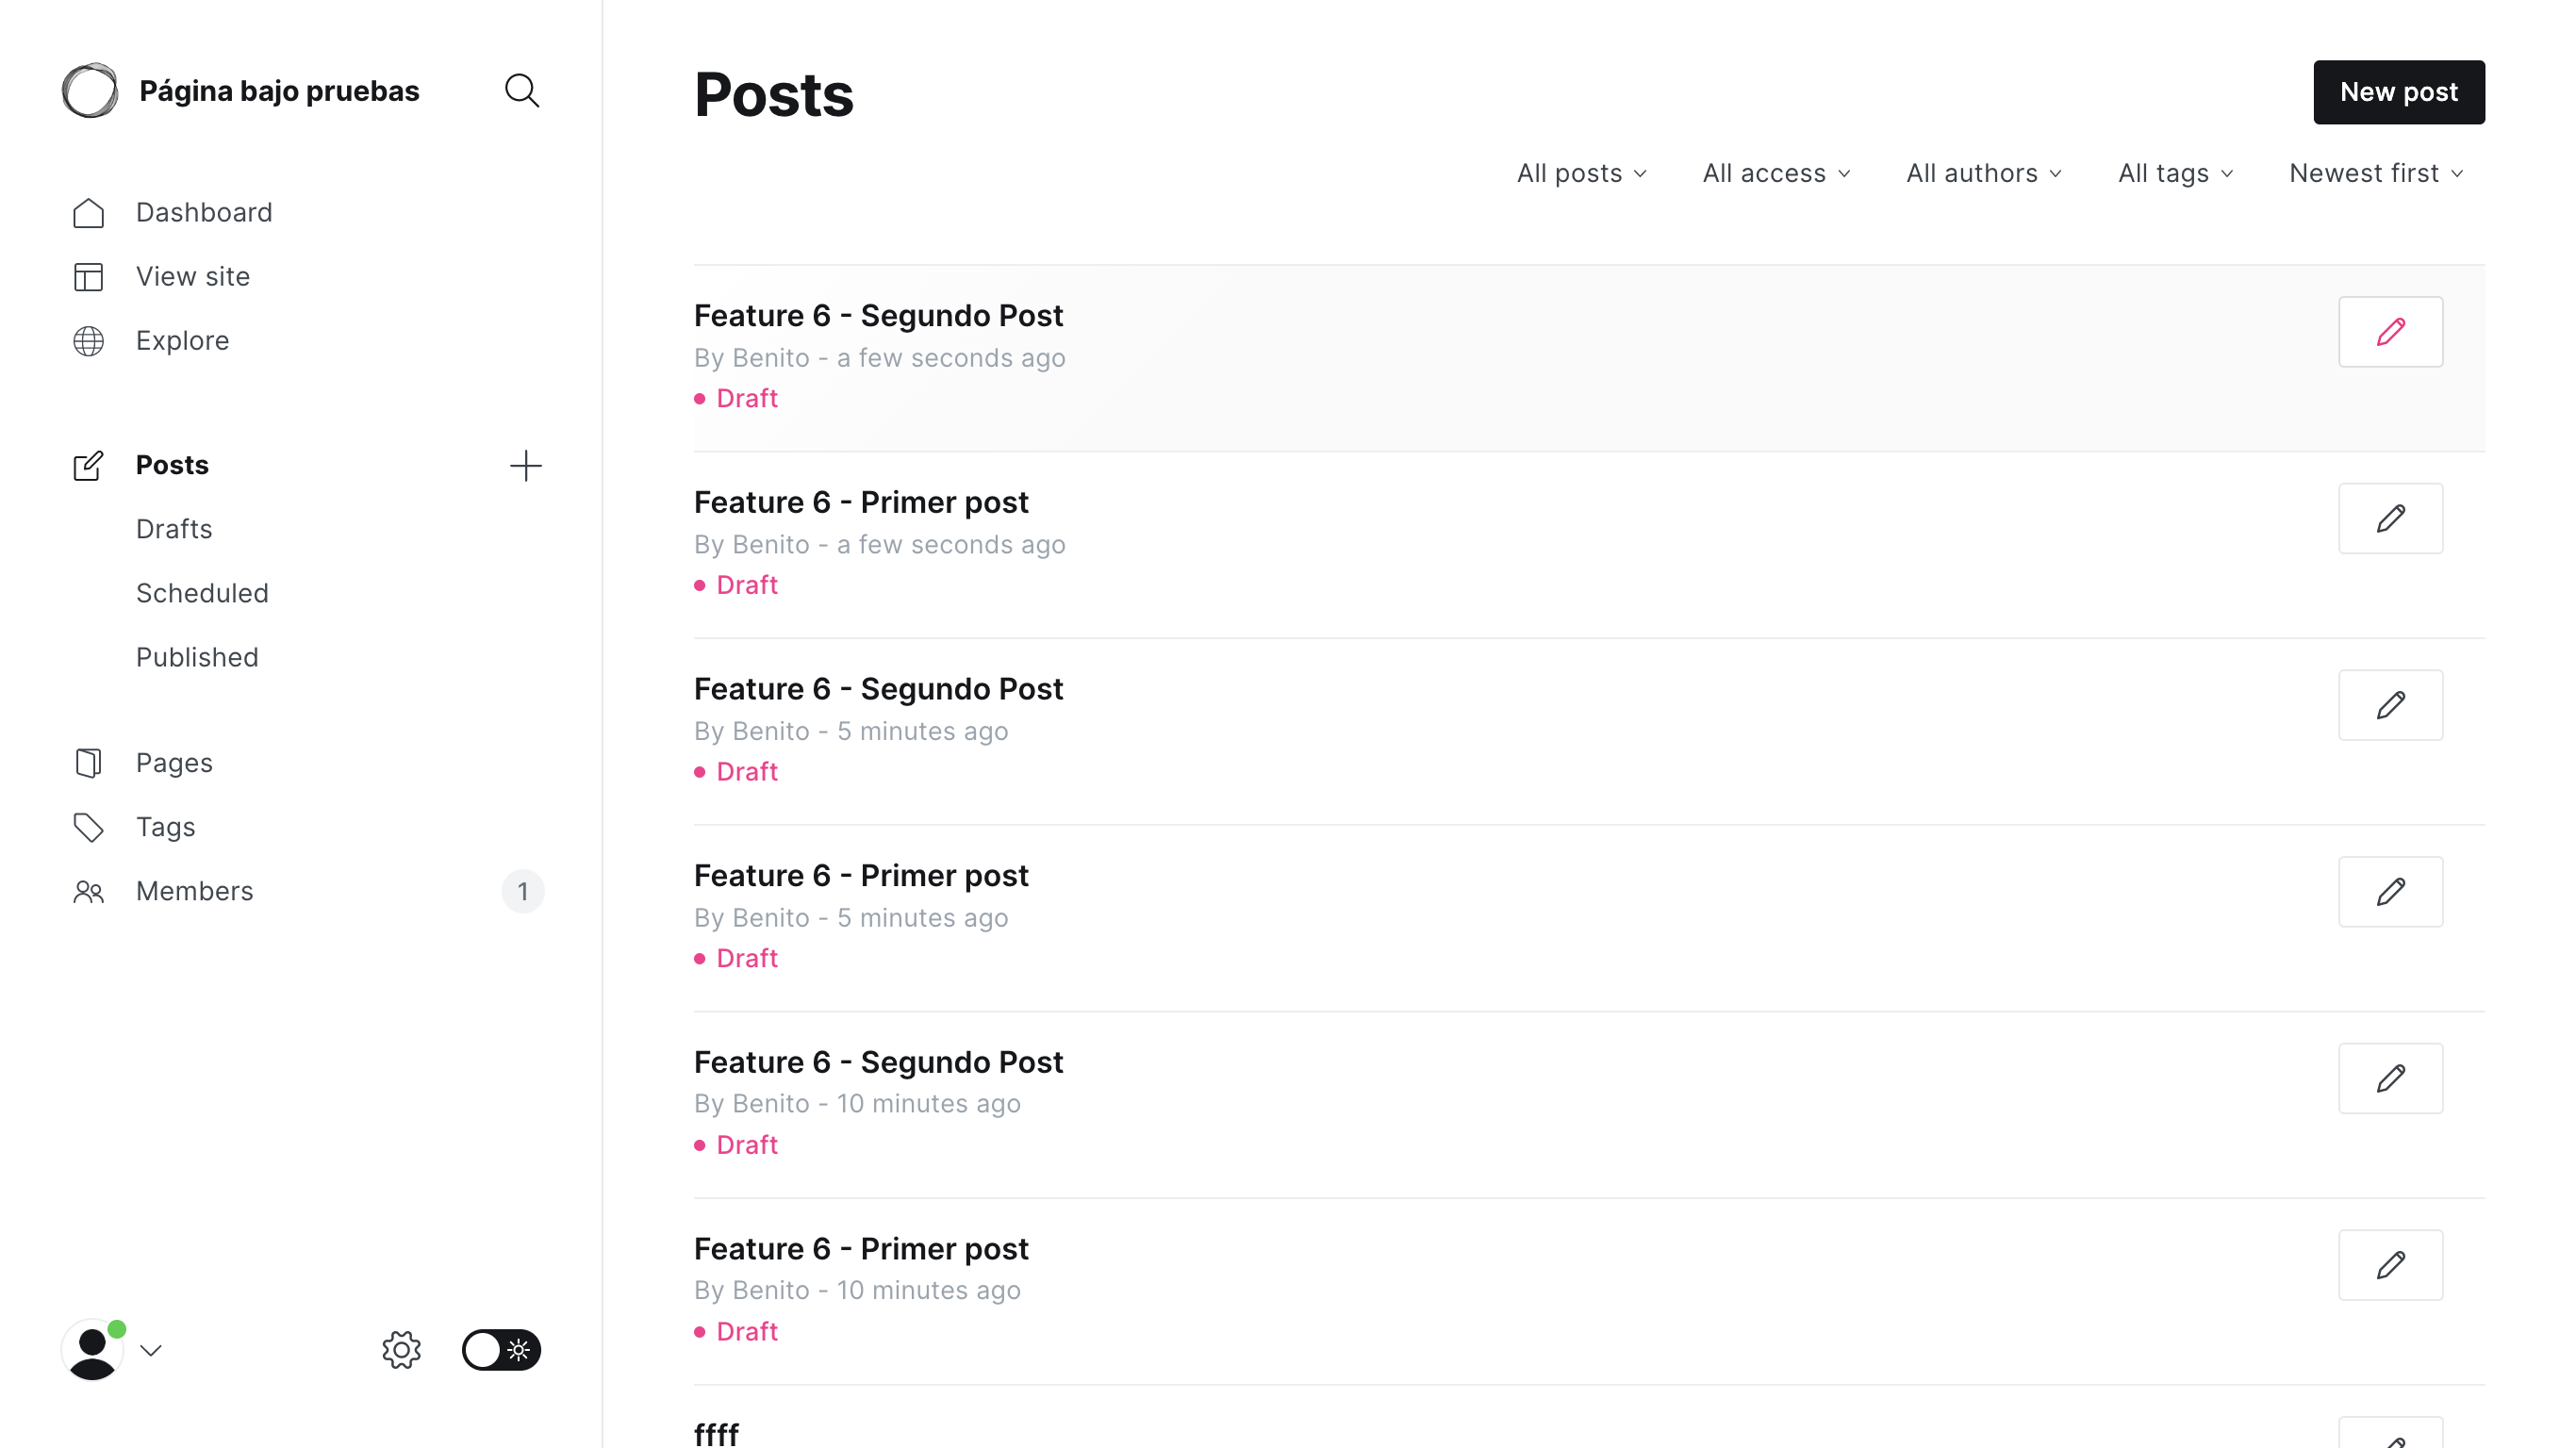 Página bajo pruebas
Dashboard
View site
Explore
Posts
Drafts
Scheduled
Published
Pages
Tags
Members
1
Posts
New post
All posts
All access
All authors
All tags
Newest first
Feature 6 - Segundo Post
By Benito - a few seconds ago
Draft
Feature 6 - Primer post
By Benito - a few seconds ago
Draft
Feature 6 - Segundo Post
By Benito - 5 minutes ago
Draft
Feature 6 - Primer post
By Benito - 5 minutes ago
Draft
Feature 6 - Segundo Post
By Benito - 10 minutes ago
Draft
Feature 6 - Primer post
By Benito - 10 minutes ago
Draft
ffff